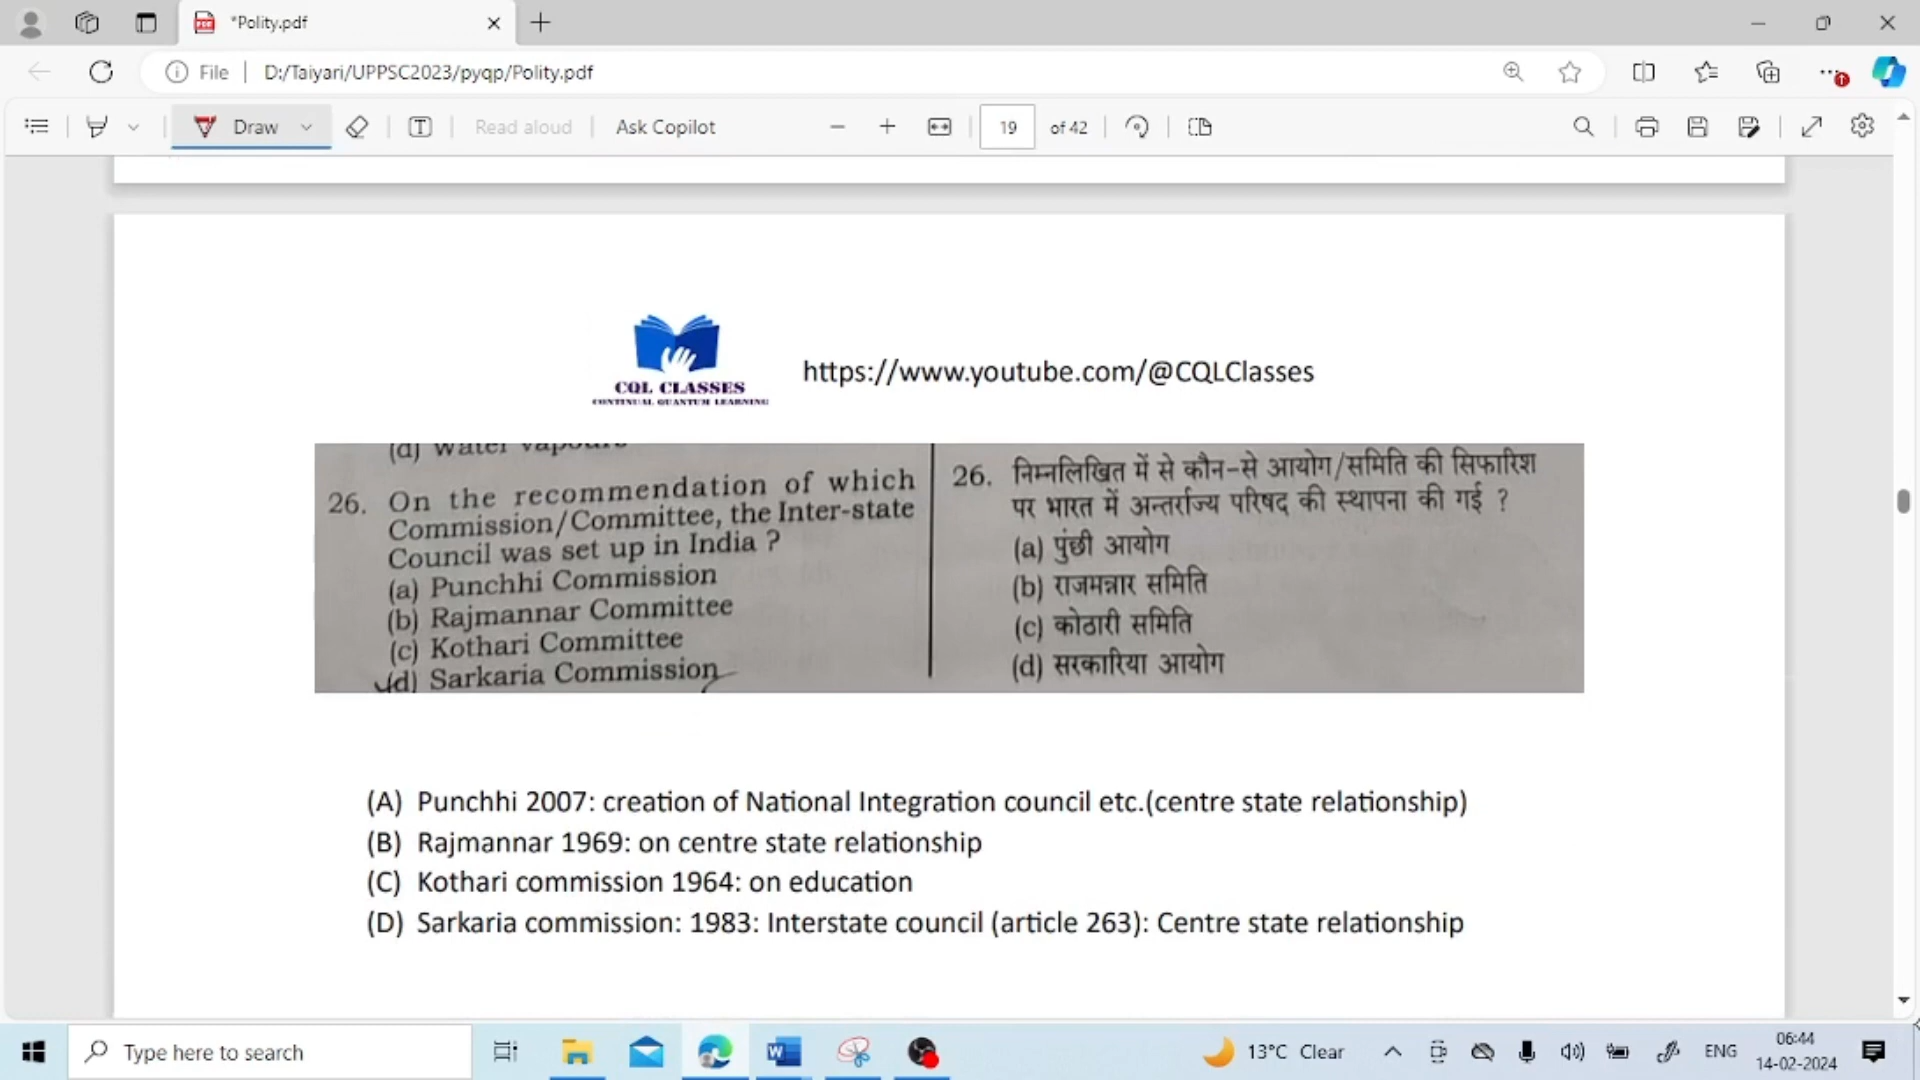 *Polity.pdf
File
D:/Taiyari/UPPSC2023/pyqp/Polity.pdf
Draw
Read aloud
Ask Copilot
19
of 42
CQL CLASSES
CONTINUAL QUANTUM LEARNING
https://www.youtube.com/@CQLClasses
(d) Water vapours
26. On the recommendation of which
Commission/Committee, the Inter-state
Council was set up in India ?
(a) Punchhi Commission
(b) Rajmannar Committee
(c) Kothari Committee
(d) Sarkaria Commission
26. निम्नलिखित में से कौन-से आयोग/समिति की सिफारिश
पर भारत में अन्तर्राज्य परिषद की स्थापना की गई ?
(a) पुंछी आयोग
(b) राजमन्नार समिति
(c) कोठारी समिति
(d) सरकारिया आयोग
(A) Punchhi 2007: creation of National Integration council etc.(centre state relationship)
(B) Rajmannar 1969: on centre state relationship
(C) Kothari commission 1964: on education
(D) Sarkaria commission: 1983: Interstate council (article 263): Centre state relationship
Type here to search
13°C Clear
ENG
06:44
14-02-2024